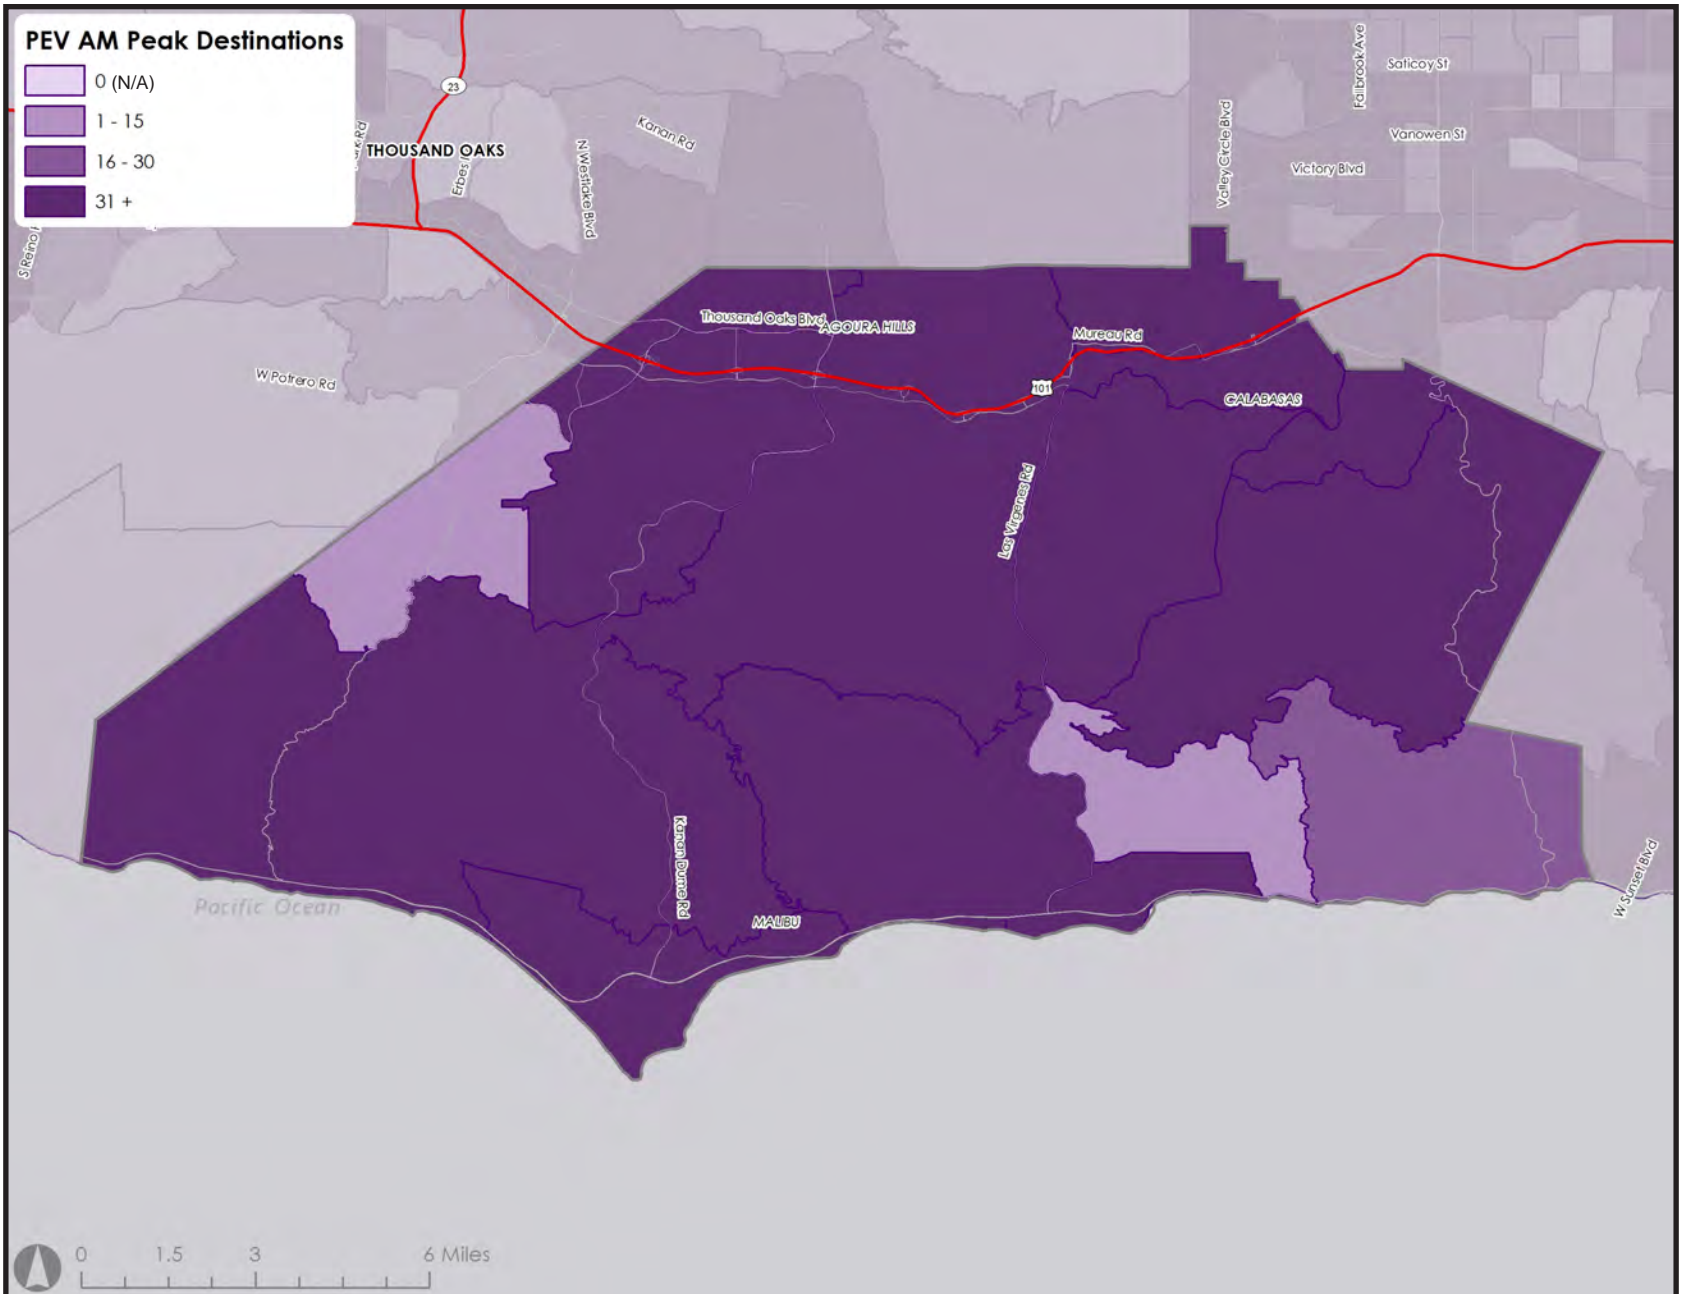 PEV AM Peak Destinations
0 (N/A)
1 - 15
16 - 30
31 +
23
THOUSAND OAKS
Kanan Rd
N Westlake Blvd
Fallbrook Ave
Saticoy St
Vanowen St
Victory Blvd
Valley Circle Blvd
S Reino
W Potrero Rd
Thousand Oaks Blvd
AGOURA HILLS
Mureau Rd
101
CALABASAS
Las Virgenes Rd
Kanan Dume Rd
MALIBU
Pacific Ocean
W Sunset Blvd
0 1.5 3 6 Miles